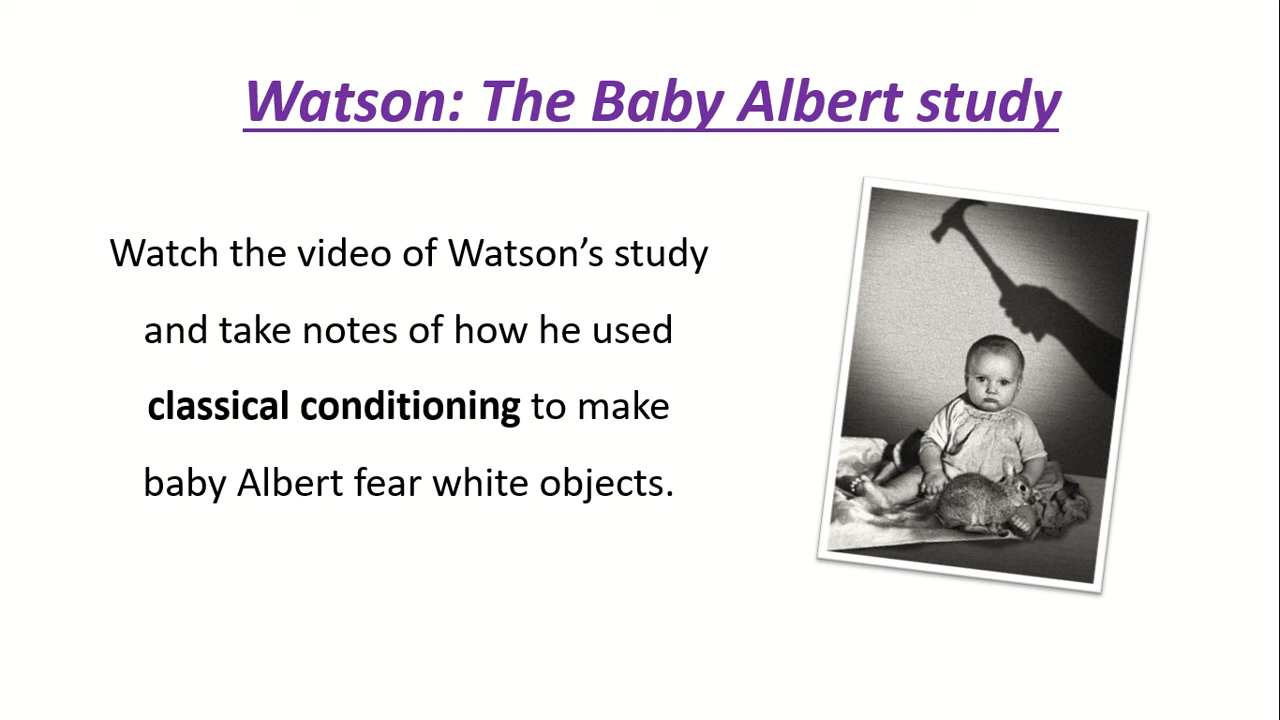 Watson: The Baby Albert study
Watch the video of Watson’s study
and take notes of how he used
classical conditioning to make
baby Albert fear white objects.